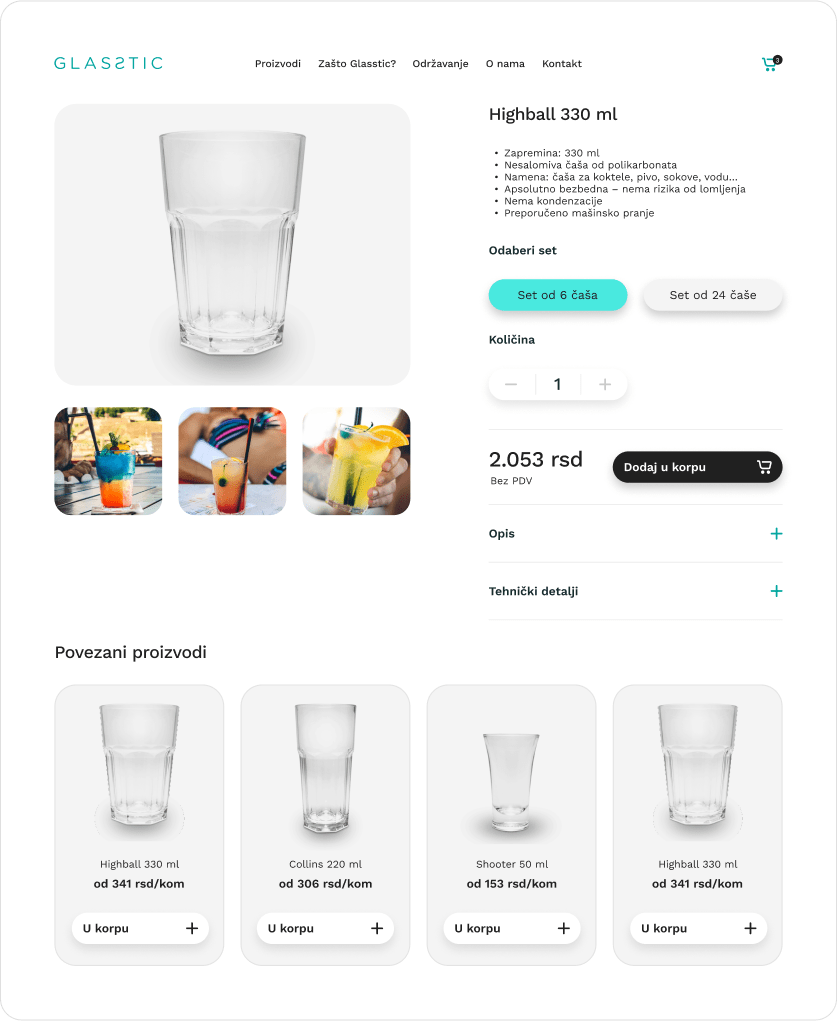 GLASSTIC
Proizvodi Zašto Glasstic? Održavanje O nama Kontakt
3
Highball 330 ml
• Zapremina: 330 ml
• Nesalomiva čaša od polikarbonata
• Namena: čaša za koktele, pivo, sokove, vodu...
• Apsolutno bezbedna – nema rizika od lomljenja
• Nema kondenzacije
• Preporučeno mašinsko pranje
Odaberi set
Set od 6 čaša Set od 24 čaše
Količina
− 1 +
2.053 rsd
Bez PDV
Dodaj u korpu
Opis +
Tehnički detalji +
Povezani proizvodi
Highball 330 ml
od 341 rsd/kom
U korpu +
Collins 220 ml
od 306 rsd/kom
U korpu +
Shooter 50 ml
od 153 rsd/kom
U korpu +
Highball 330 ml
od 341 rsd/kom
U korpu +